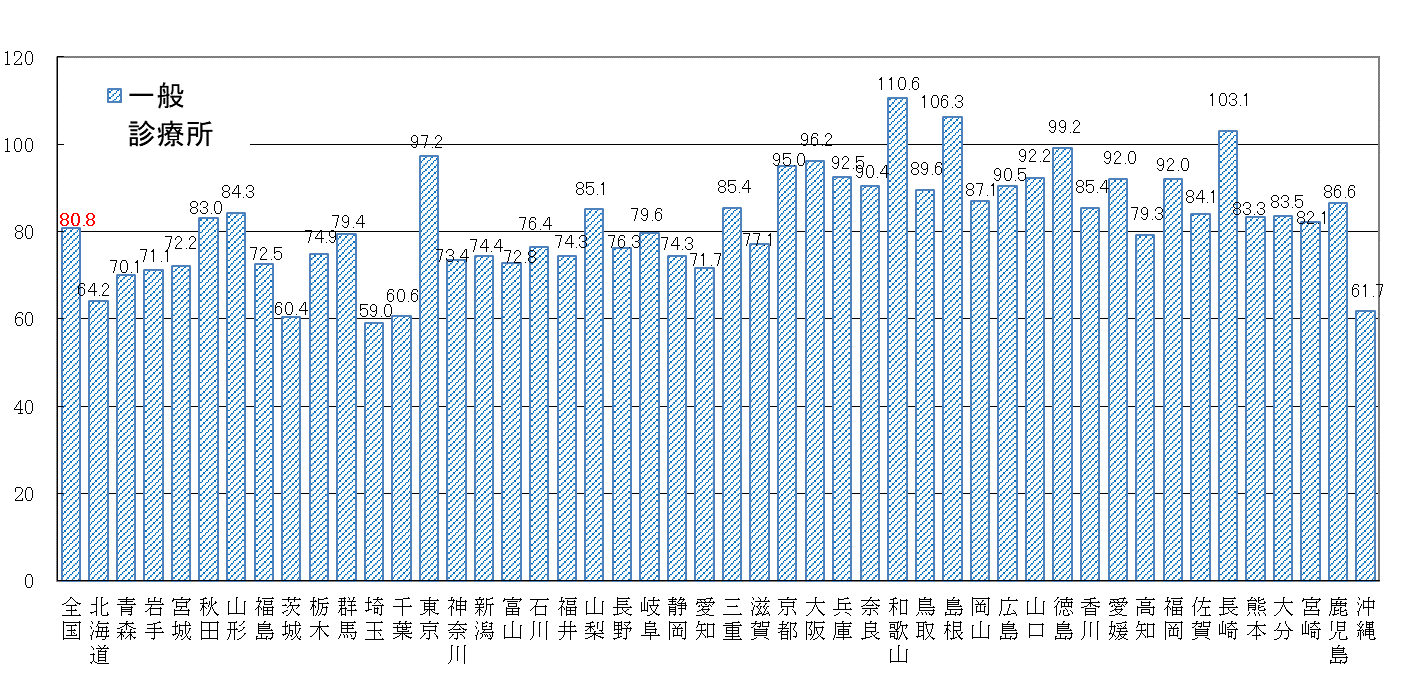 120
100
80
60
40
20
0
一般
診療所
80.8
64.2
70.1
71.1
72.2
83.0
84.3
72.5
60.4
74.9
79.4
59.0
60.6
97.2
73.4
74.4
72.8
76.4
74.3
85.1
76.3
79.6
74.3
71.7
85.4
77.1
95.0
96.2
92.5
90.4
110.6
89.6
106.3
87.1
90.5
92.2
99.2
85.4
92.0
79.3
92.0
84.1
103.1
83.3
83.5
82.1
86.6
61.7
全国
北海道
青森
岩手
宮城
秋田
山形
福島
茨城
栃木
群馬
埼玉
千葉
東京
神奈川
新潟
富山
石川
福井
山梨
長野
岐阜
静岡
愛知
三重
滋賀
京都
大阪
兵庫
奈良
和歌山
鳥取
島根
岡山
広島
山口
徳島
香川
愛媛
高知
福岡
佐賀
長崎
熊本
大分
宮崎
鹿児島
沖縄